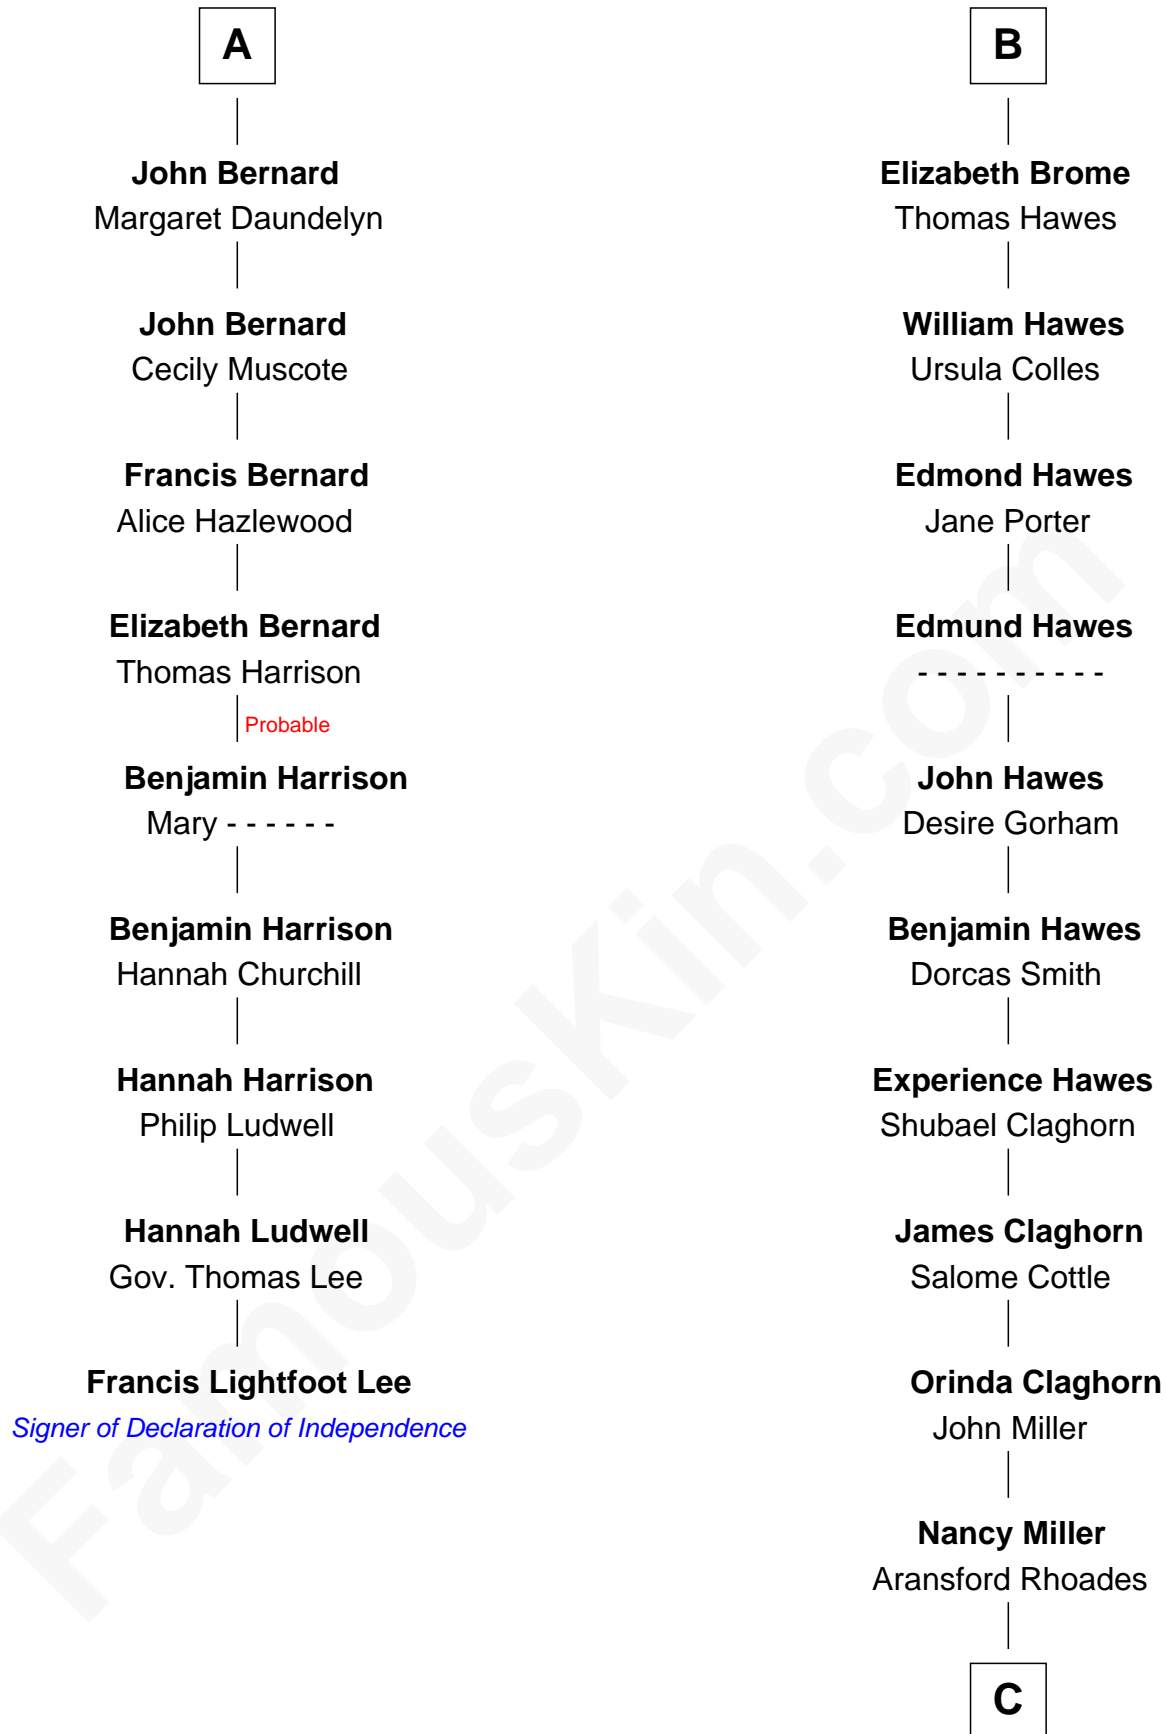 A
John Bernard
Margaret Daundelyn
John Bernard
Cecily Muscote
Francis Bernard
Alice Hazlewood
Elizabeth Bernard
Thomas Harrison
Probable
Benjamin Harrison
Mary - - - - - -
Benjamin Harrison
Hannah Churchill
Hannah Harrison
Philip Ludwell
Hannah Ludwell
Gov. Thomas Lee
Francis Lightfoot Lee
Signer of Declaration of Independence
B
Elizabeth Brome
Thomas Hawes
William Hawes
Ursula Colles
Edmond Hawes
Jane Porter
Edmund Hawes
- - - - - - - - - -
John Hawes
Desire Gorham
Benjamin Hawes
Dorcas Smith
Experience Hawes
Shubael Claghorn
James Claghorn
Salome Cottle
Orinda Claghorn
John Miller
Nancy Miller
Aransford Rhoades
C
FamousKin.com